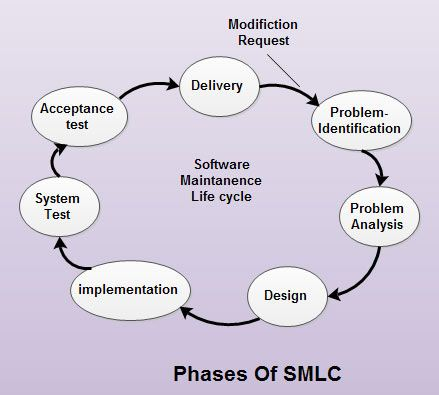 Modifiction
Request
Delivery
Problem-
Identification
Problem
Analysis
Design
implementation
System
Test
Acceptance
test
Software
Maintanence
Life cycle
Phases Of SMLC